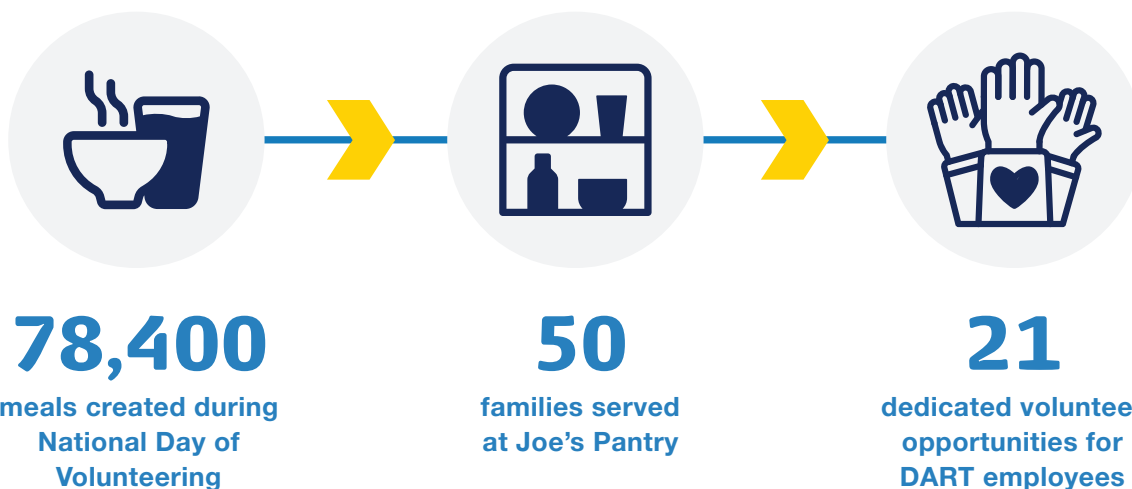 78,400
meals created during
National Day of
Volunteering
50
families served
at Joe's Pantry
21
dedicated voluntee
opportunities for
DART employees